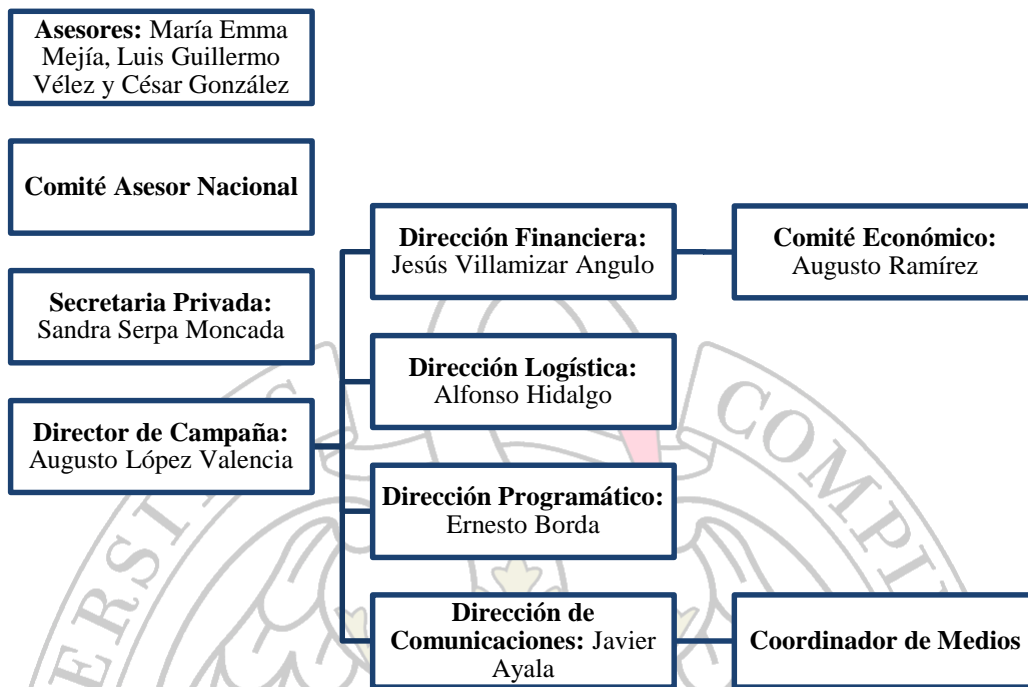 Asesores: María Emma
Mejía, Luis Guillermo
Vélez y César González
Comité Asesor Nacional
Secretaria Privada:
Sandra Serpa Moncada
Director de Campaña:
Augusto López Valencia
Dirección Financiera:
Jesús Villamizar Angulo
Comité Económico:
Augusto Ramírez
Dirección Logística:
Alfonso Hidalgo
Dirección Programático:
Ernesto Borda
Dirección de
Comunicaciones: Javier
Ayala
Coordinador de Medios